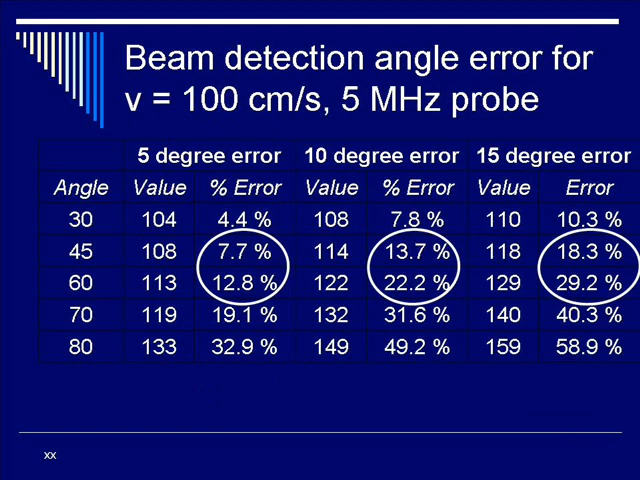 Beam detection angle error for
v = 100 cm/s, 5 MHz probe
5 degree error 10 degree error 15 degree error
Angle Value % Error Value % Error Value Error
30 104 4.4 % 108 7.8 % 110 10.3 %
45 108 7.7 % 114 13.7 % 118 18.3 %
60 113 12.8 % 122 22.2 % 129 29.2 %
70 119 19.1 % 132 31.6 % 140 40.3 %
80 133 32.9 % 149 49.2 % 159 58.9 %
xx